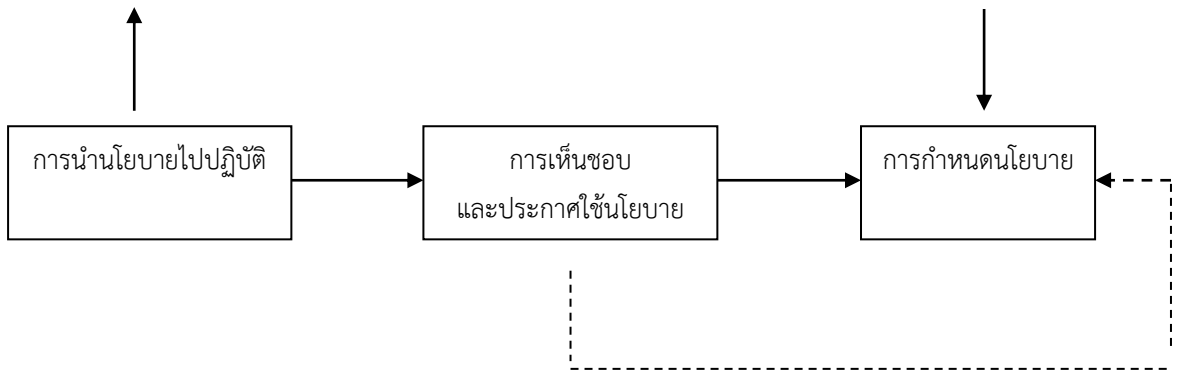 การนำนโยบายไปปฏิบัติ
การเห็นชอบ
และประกาศใช้นโยบาย
การกำหนดนโยบาย